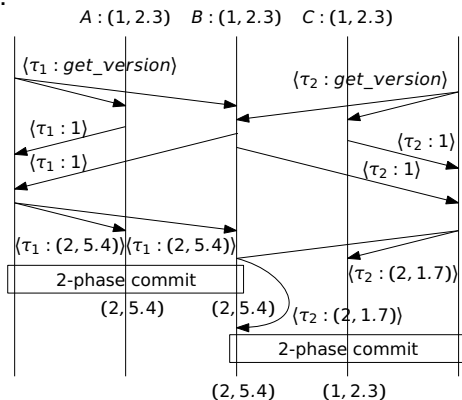 A : (1, 2.3) B : (1, 2.3) C : (1, 2.3)
⟨τ1 : get_version⟩
⟨τ2 : get_version⟩
⟨τ1 : 1⟩
⟨τ2 : 1⟩
⟨τ1 : 1⟩
⟨τ2 : 1⟩
⟨τ1 : (2, 5.4)⟩ ⟨τ1 : (2, 5.4)⟩
⟨τ2 : (2, 1.7)⟩
2-phase commit
(2, 5.4) (2, 5.4)
⟨τ2 : (2, 1.7)⟩
2-phase commit
(2, 5.4) (1, 2.3)